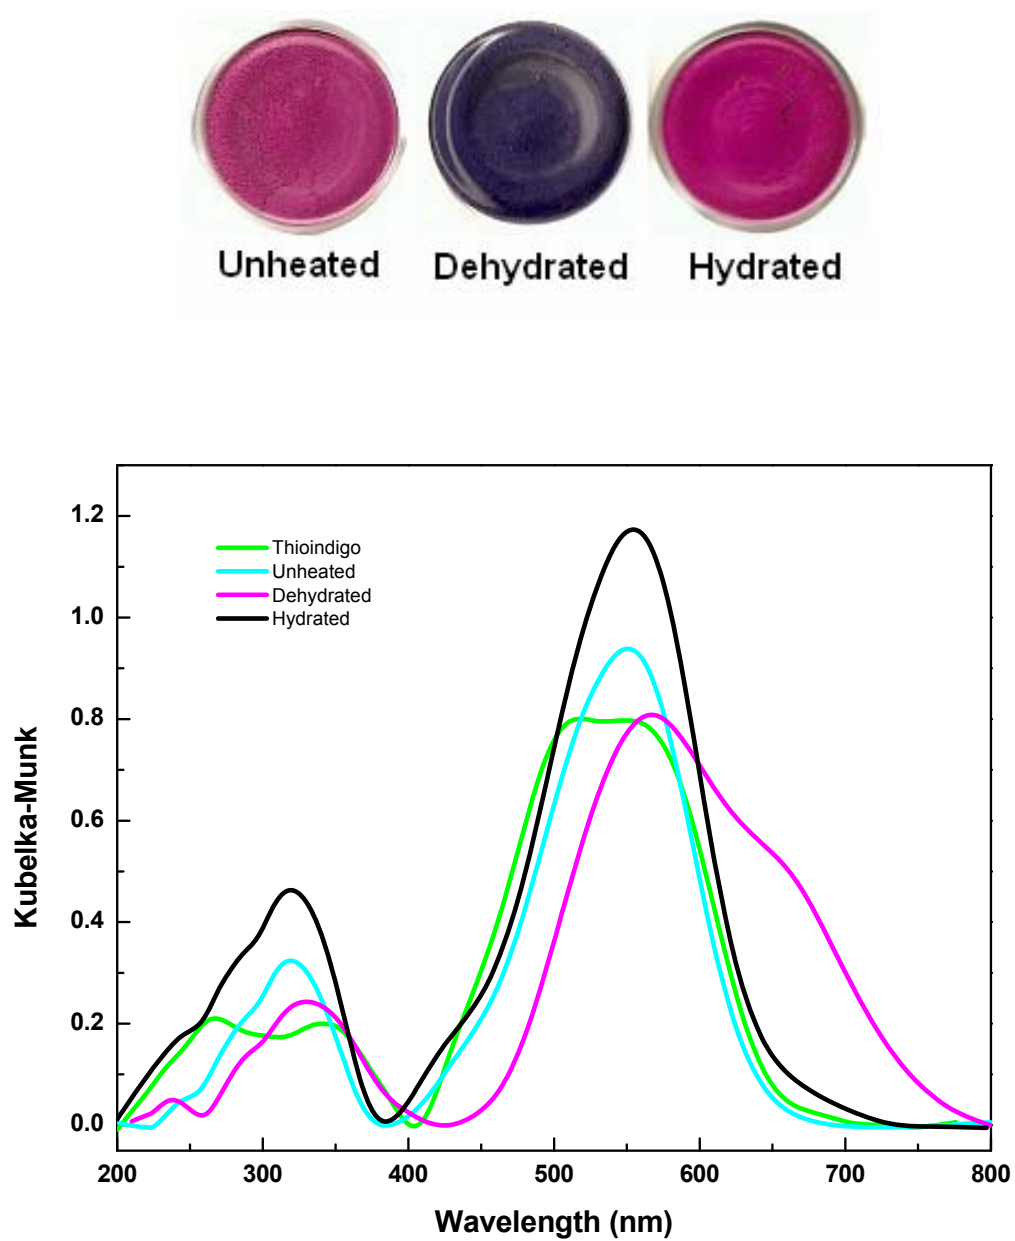 Unheated Dehydrated Hydrated
1.2
1.0
0.8
0.6
0.4
0.2
0.0
Kubelka-Munk
Thioindigo
Unheated
Dehydrated
Hydrated
200 300 400 500 600 700 800
Wavelength (nm)